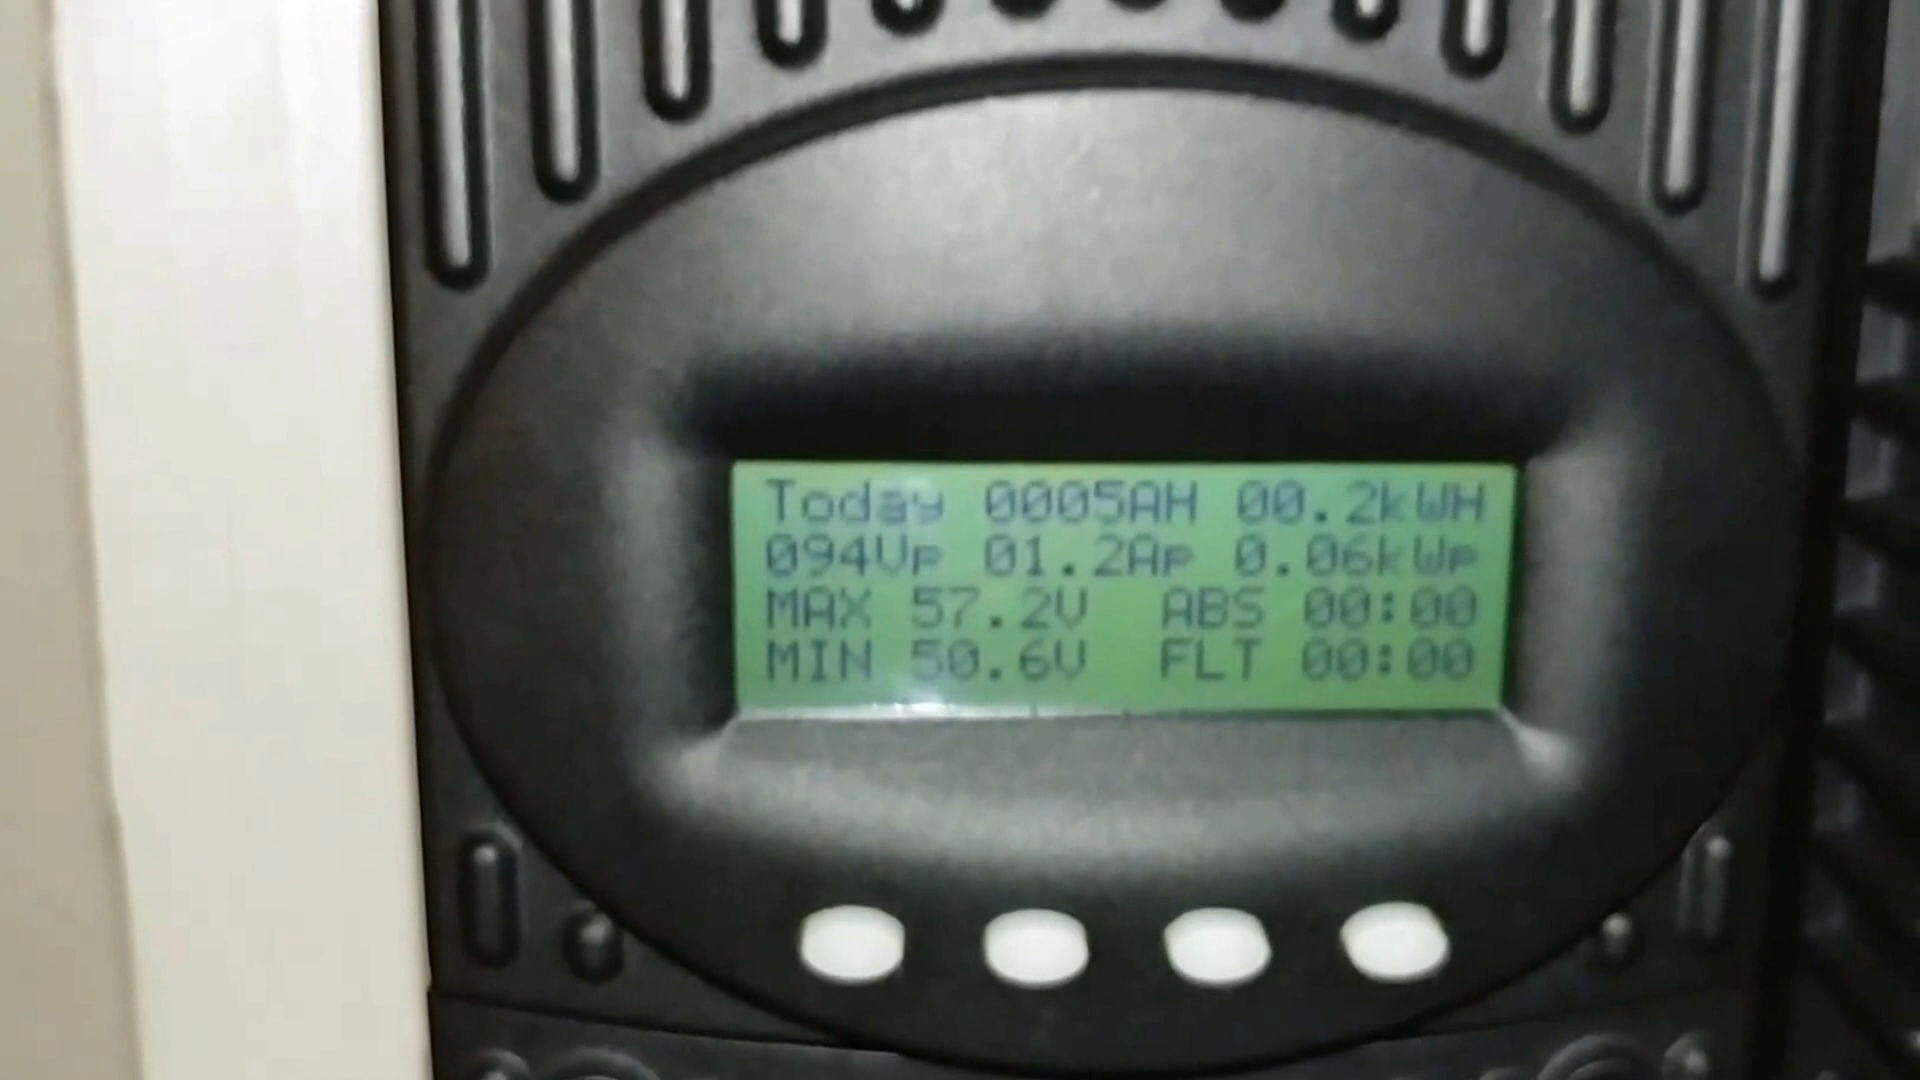 Today 0005AH 00.2kWH
094Vp 01.2Ap 0.06kWp
MAX 57.2V ABS 00:00
MIN 50.6V FLT 00:00